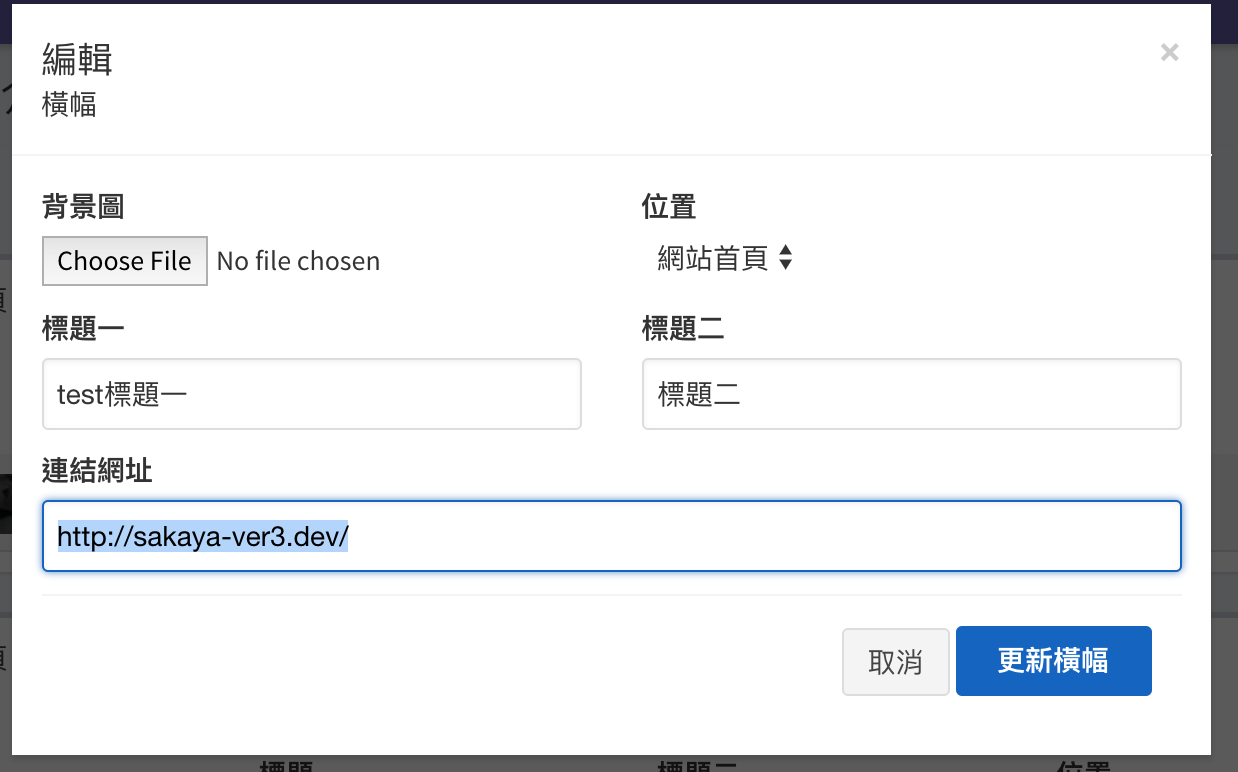 編輯
×
橫幅
背景圖
位置
Choose File No file chosen
網站首頁
標題一
標題二
test標題一
標題二
連結網址
http://sakaya-ver3.dev/
取消
更新橫幅